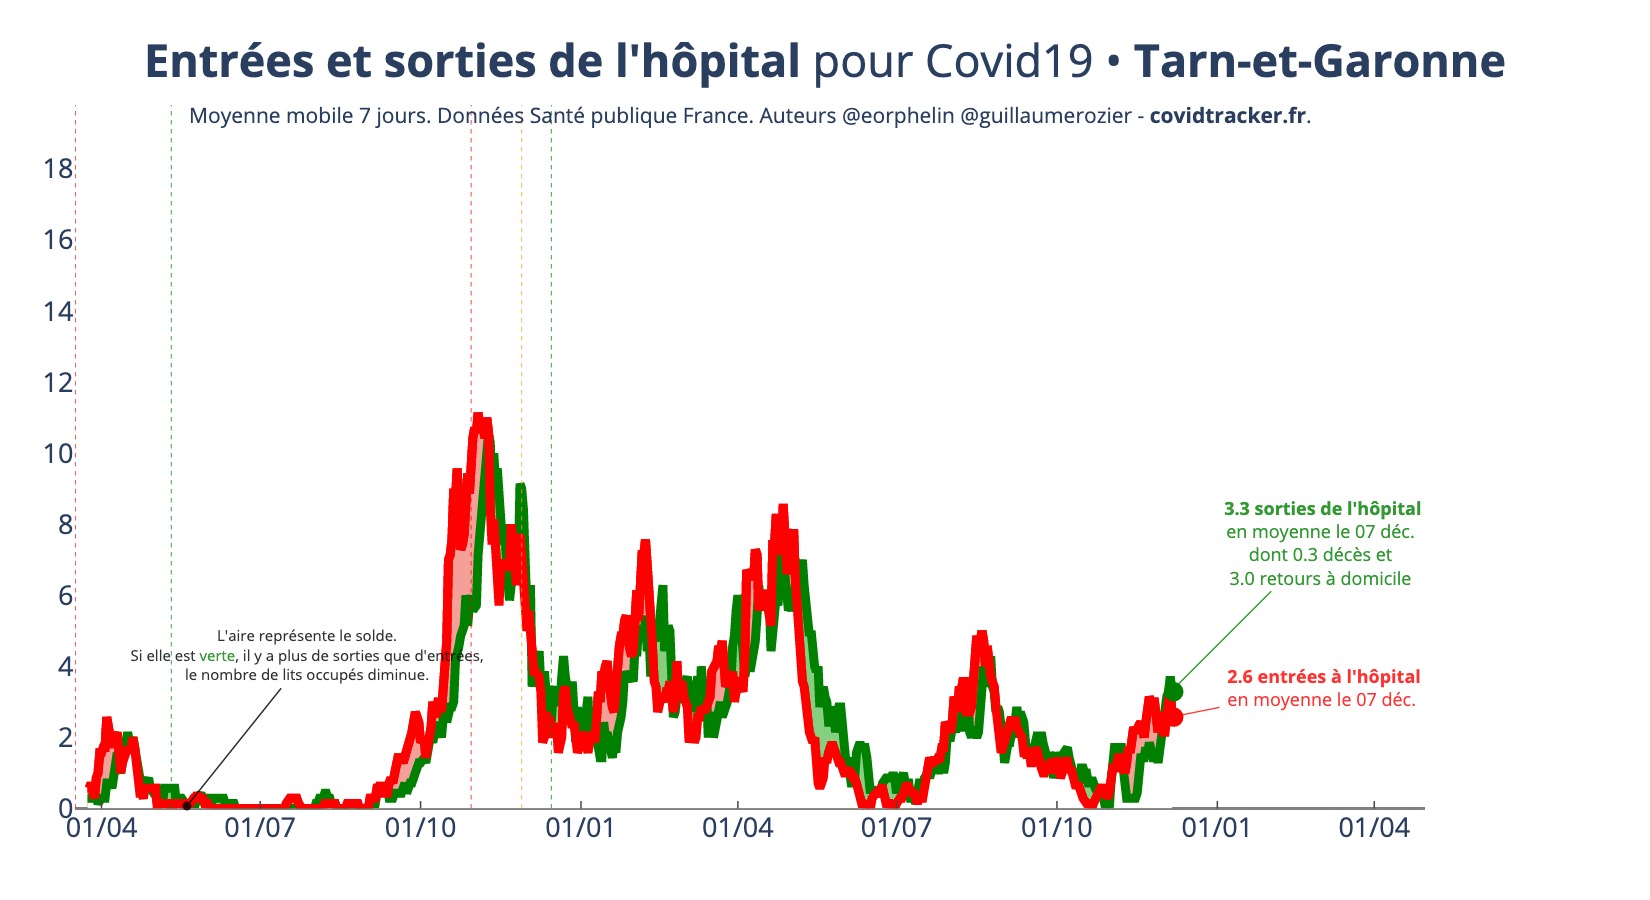 Entrées et sorties de l'hôpital pour Covid19 • Tarn-et-Garonne
Moyenne mobile 7 jours. Données Santé publique France. Auteurs @eorphelin @guillaumerozier - covidtracker.fr.
18
16
14
12
10
8
6
4
2
0
L'aire représente le solde.
Si elle est verte, il y a plus de sorties que d'entrées,
le nombre de lits occupés diminue.
3.3 sorties de l'hôpital
en moyenne le 07 déc.
dont 0.3 décès et
3.0 retours à domicile
2.6 entrées à l'hôpital
en moyenne le 07 déc.
01/04 01/07 01/10 01/01 01/04 01/07 01/10 01/01 01/04